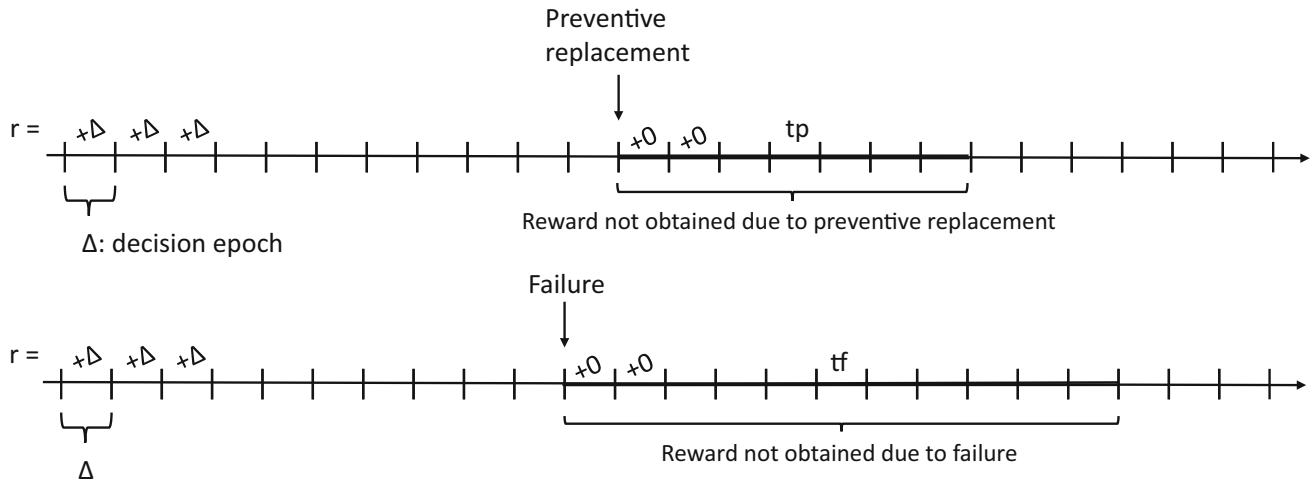 Preventive
replacement
r =
+Δ +Δ +Δ
+0 +0
tp
Reward not obtained due to preventive replacement
Δ: decision epoch
Failure
r =
+Δ +Δ +Δ
+0 +0
tf
Reward not obtained due to failure
Δ